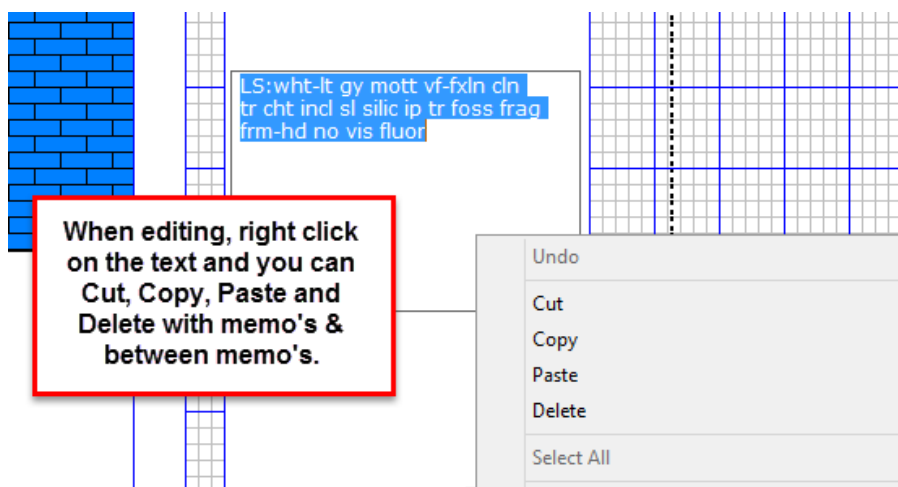 LS:wht-lt gy mott vf-fxln cln
tr cht incl sl silic ip tr foss frag
frm-hd no vis fluor
When editing, right click
on the text and you can
Cut, Copy, Paste and
Delete with memo's &
between memo's.
Undo
Cut
Copy
Paste
Delete
Select All